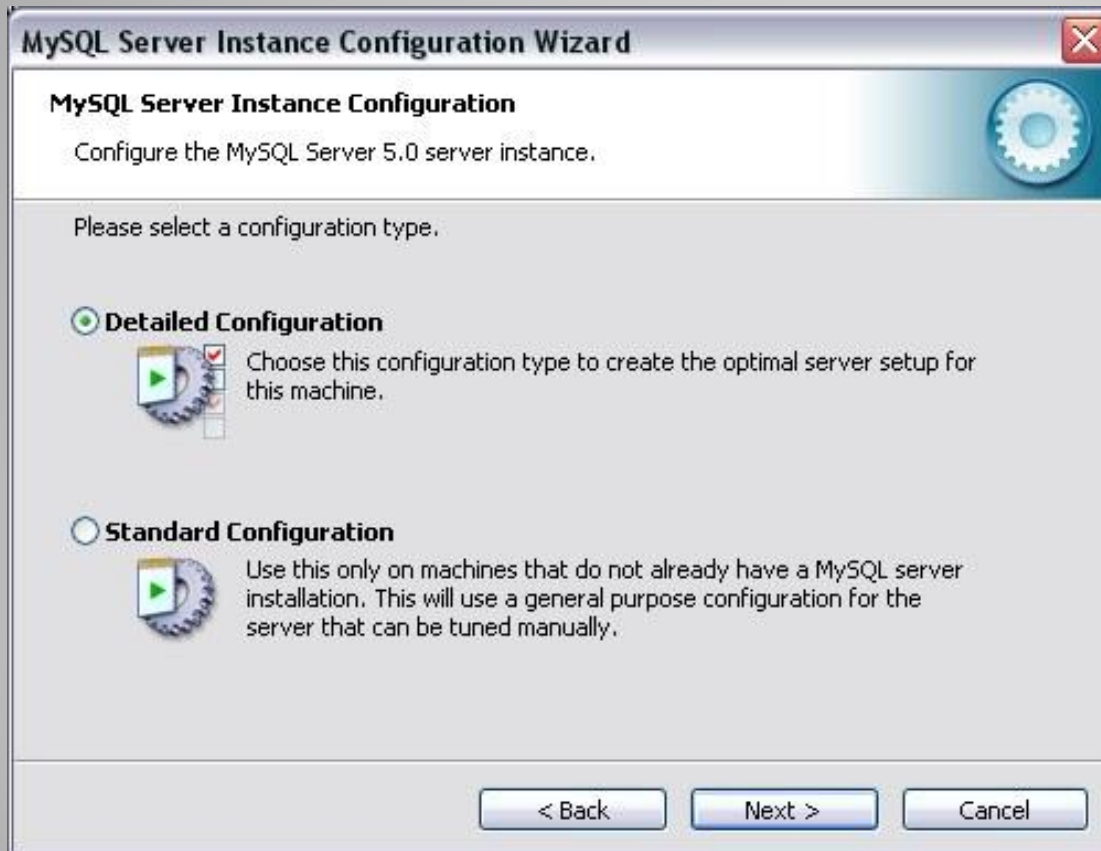 MySQL Server Instance Configuration Wizard
MySQL Server Instance Configuration
Configure the MySQL Server 5.0 server instance.
Please select a configuration type.
Detailed Configuration
Choose this configuration type to create the optimal server setup for
this machine.
Standard Configuration
Use this only on machines that do not already have a MySQL server
installation. This will use a general purpose configuration for the
server that can be tuned manually.
< Back
Next >
Cancel